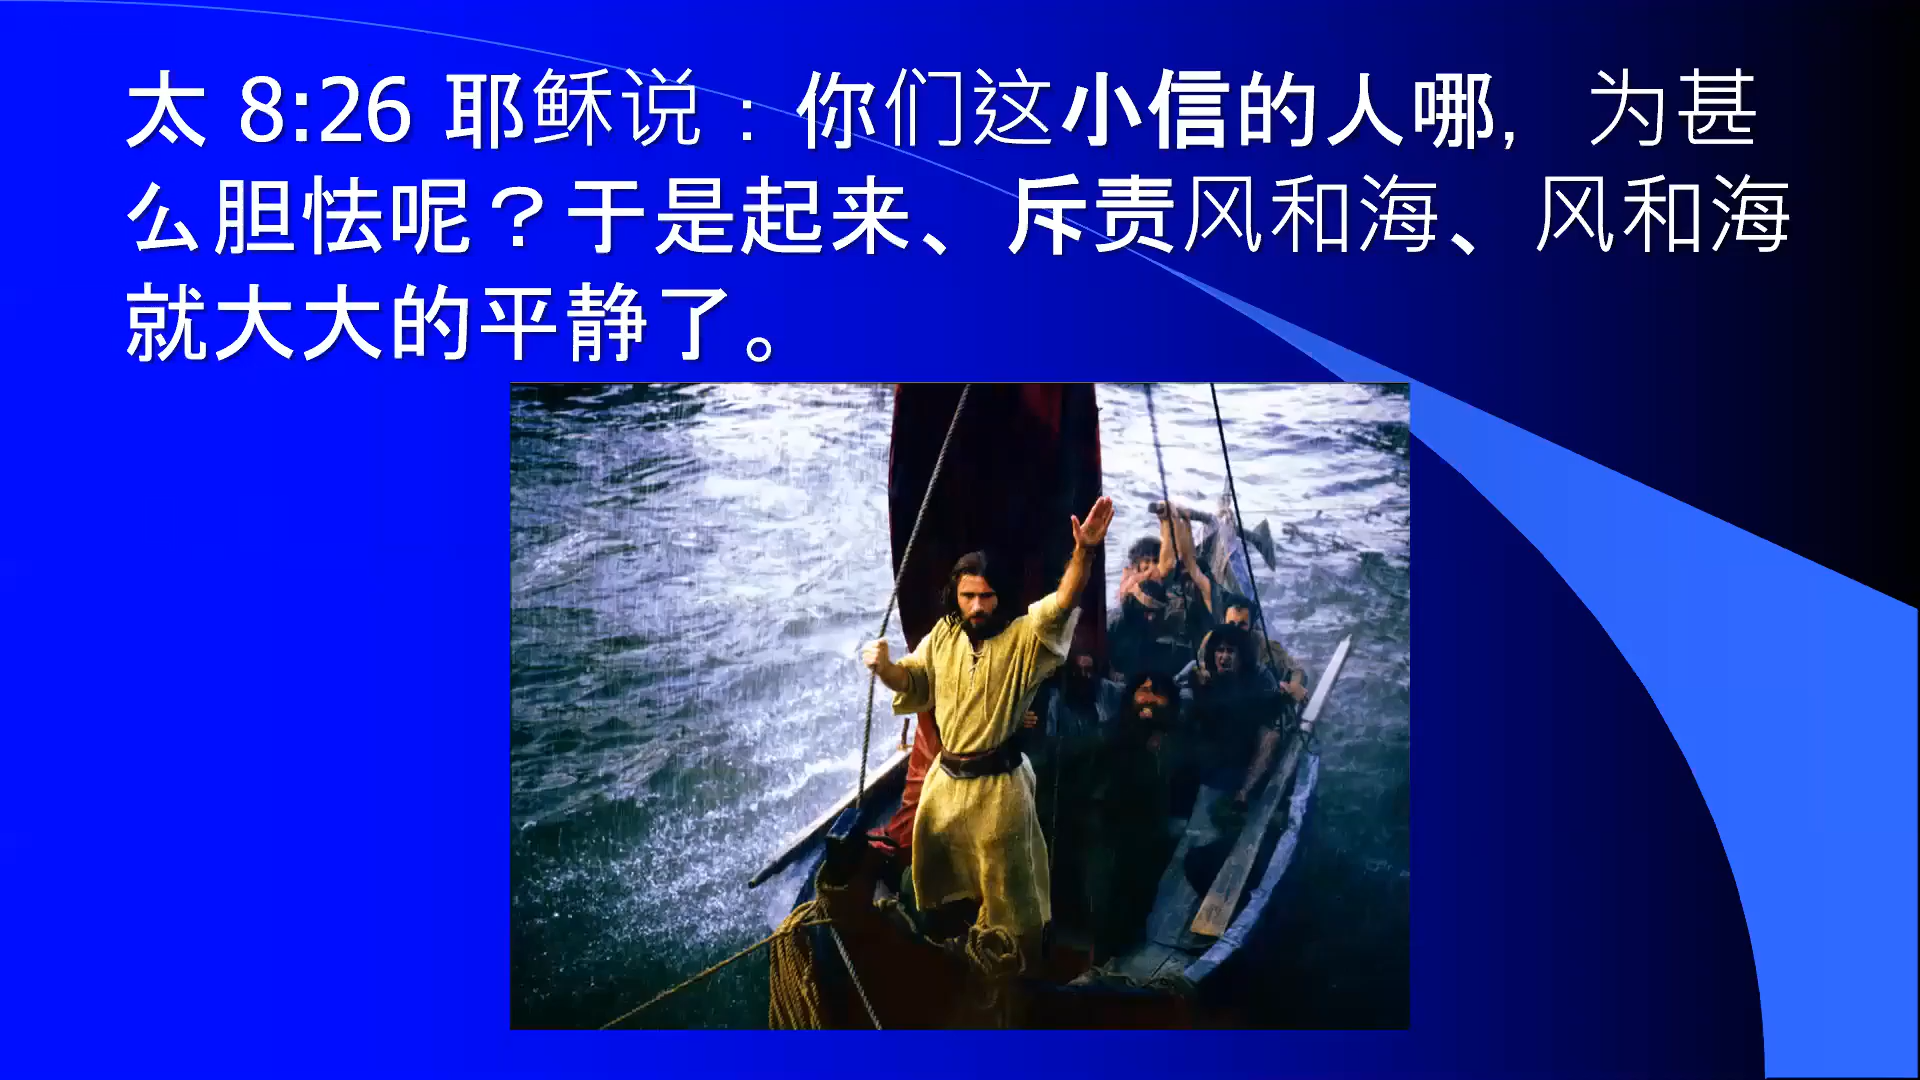 太 8:26 耶稣说：你们这小信的人哪, 为甚
么胆怯呢？于是起来、斥责风和海、风和海
就大大的平静了。